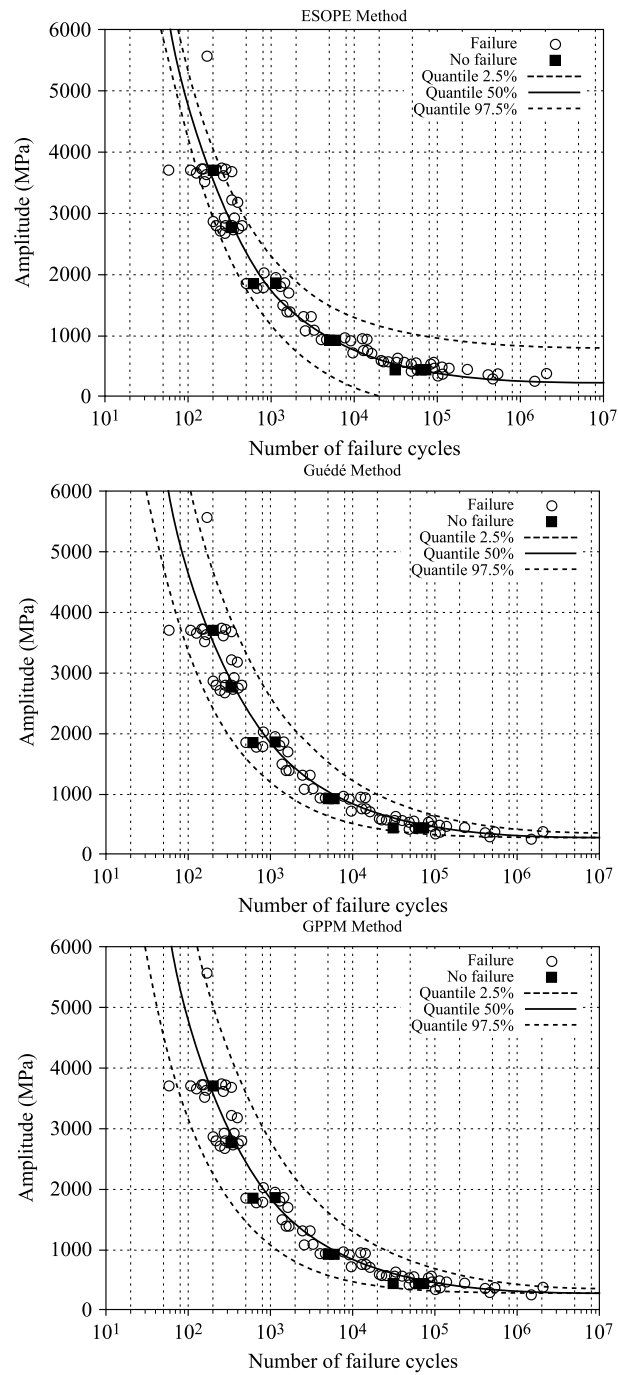 ESOPE Method
6000
5000
4000
3000
2000
1000
0
Amplitude (MPa)
Failure
No failure
Quantile 2.5%
Quantile 50%
Quantile 97.5%
10¹ 10² 10³ 10⁴ 10⁵ 10⁶ 10⁷
Number of failure cycles
Guédé Method
6000
5000
4000
3000
2000
1000
0
Amplitude (MPa)
Failure
No failure
Quantile 2.5%
Quantile 50%
Quantile 97.5%
10¹ 10² 10³ 10⁴ 10⁵ 10⁶ 10⁷
Number of failure cycles
GPPM Method
6000
5000
4000
3000
2000
1000
0
Amplitude (MPa)
Failure
No failure
Quantile 2.5%
Quantile 50%
Quantile 97.5%
10¹ 10² 10³ 10⁴ 10⁵ 10⁶ 10⁷
Number of failure cycles